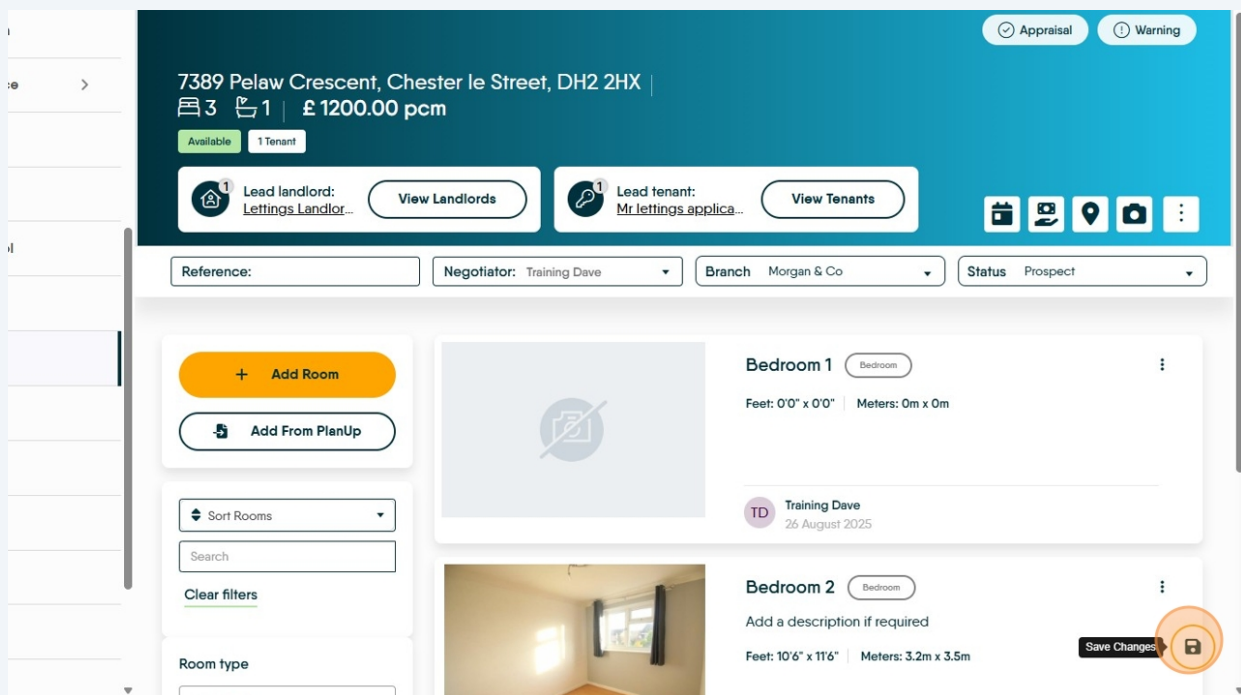 Appraisal
Warning
7389 Pelaw Crescent, Chester le Street, DH2 2HX
3 1 £ 1200.00 pcm
Available 1 Tenant
1 Lead landlord:
Lettings Landlor...
View Landlords
1 Lead tenant:
Mr lettings applica...
View Tenants
Reference:
Negotiator: Training Dave
Branch Morgan & Co
Status Prospect
+ Add Room
Add From PlanUp
Sort Rooms
Search
Clear filters
Room type
Bedroom 1 Bedroom
Feet: 0'0" x 0'0" Meters: 0m x 0m
TD Training Dave
26 August 2025
Bedroom 2 Bedroom
Add a description if required
Feet: 10'6" x 11'6" Meters: 3.2m x 3.5m
Save Changes